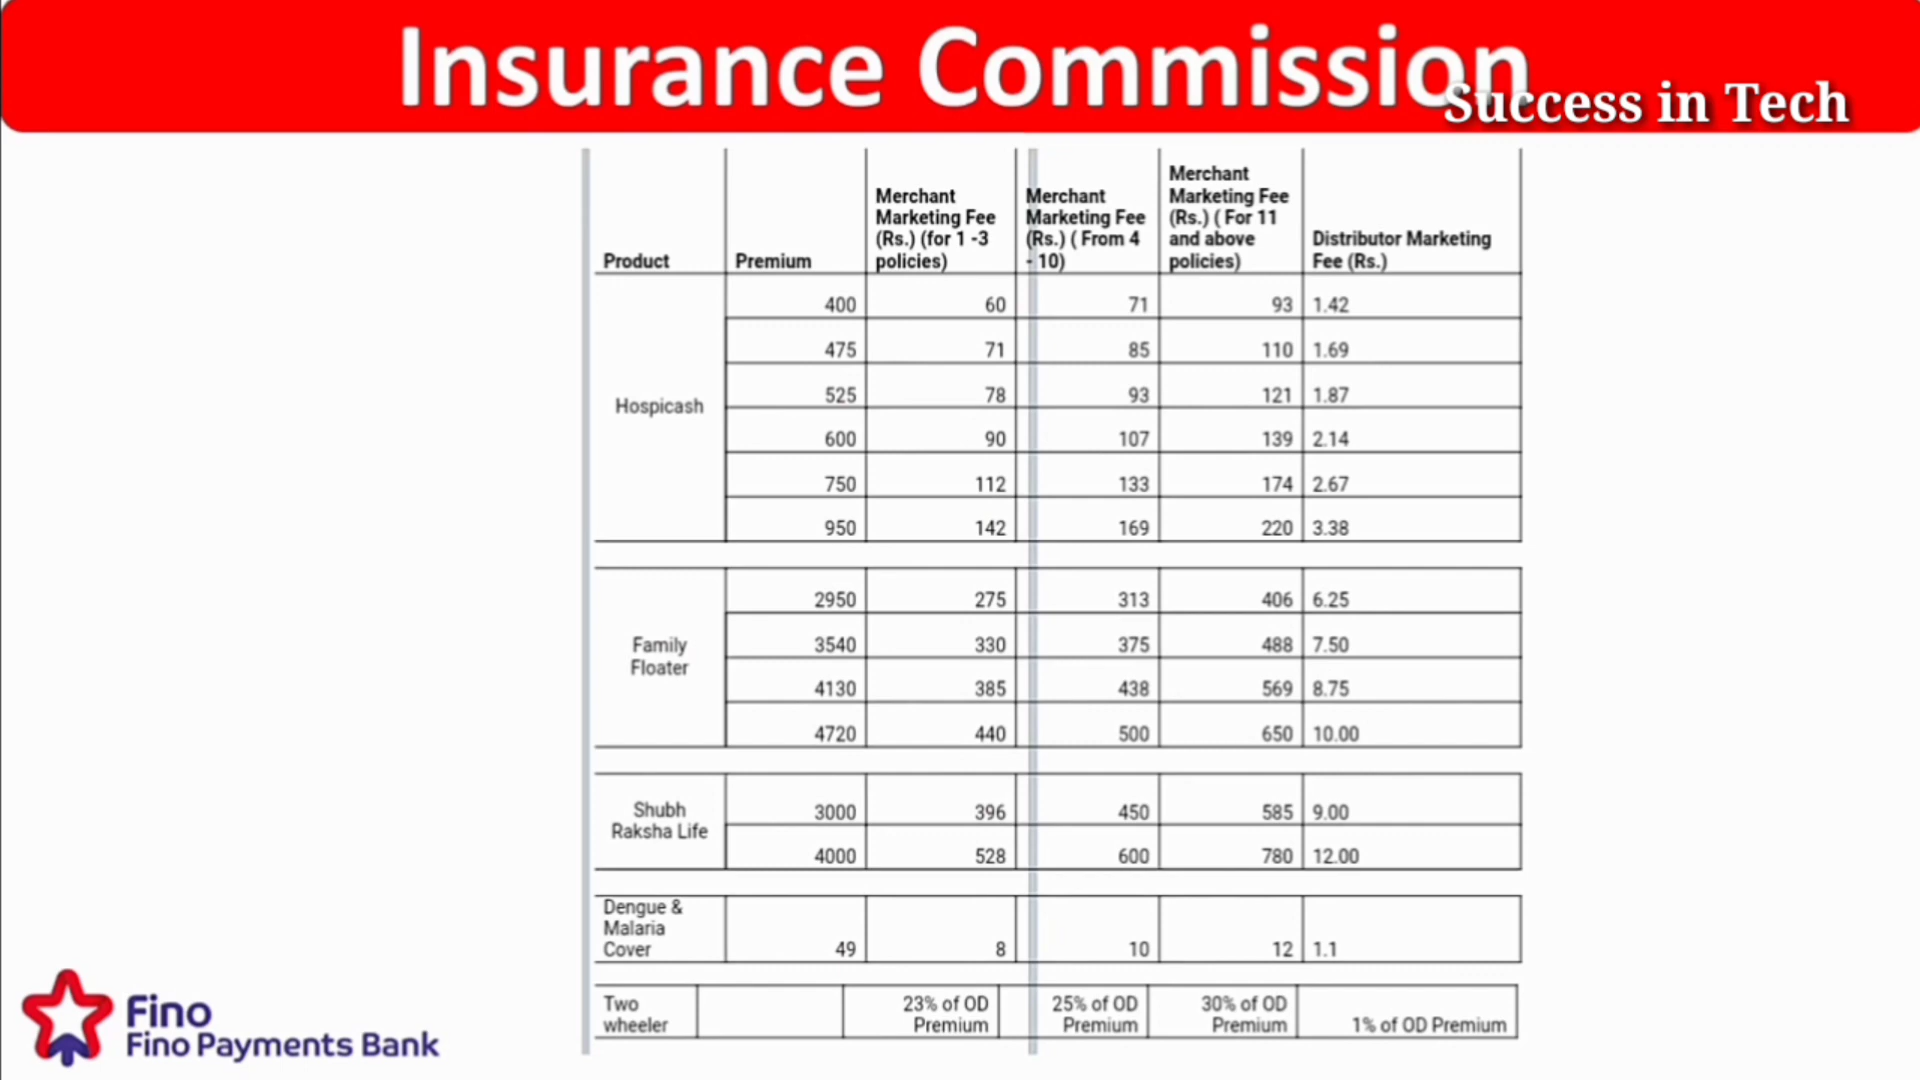 Insurance Commission
Success in Tech
Product
Premium
Merchant
Marketing Fee
(Rs.) (for 1 -3
policies)
Merchant
Marketing Fee
(Rs.) ( From 4
- 10)
Merchant
Marketing Fee
(Rs.) ( For 11
and above
policies)
Distributor Marketing
Fee (Rs.)
Hospicash
400 60 71 93 1.42
475 71 85 110 1.69
525 78 93 121 1.87
600 90 107 139 2.14
750 112 133 174 2.67
950 142 169 220 3.38
Family
Floater
2950 275 313 406 6.25
3540 330 375 488 7.50
4130 385 438 569 8.75
4720 440 500 650 10.00
Shubh
Raksha Life
3000 396 450 585 9.00
4000 528 600 780 12.00
Dengue &
Malaria
Cover 49 8 10 12 1.1
Two
wheeler
23% of OD
Premium
25% of OD
Premium
30% of OD
Premium
1% of OD Premium
Fino
Fino Payments Bank